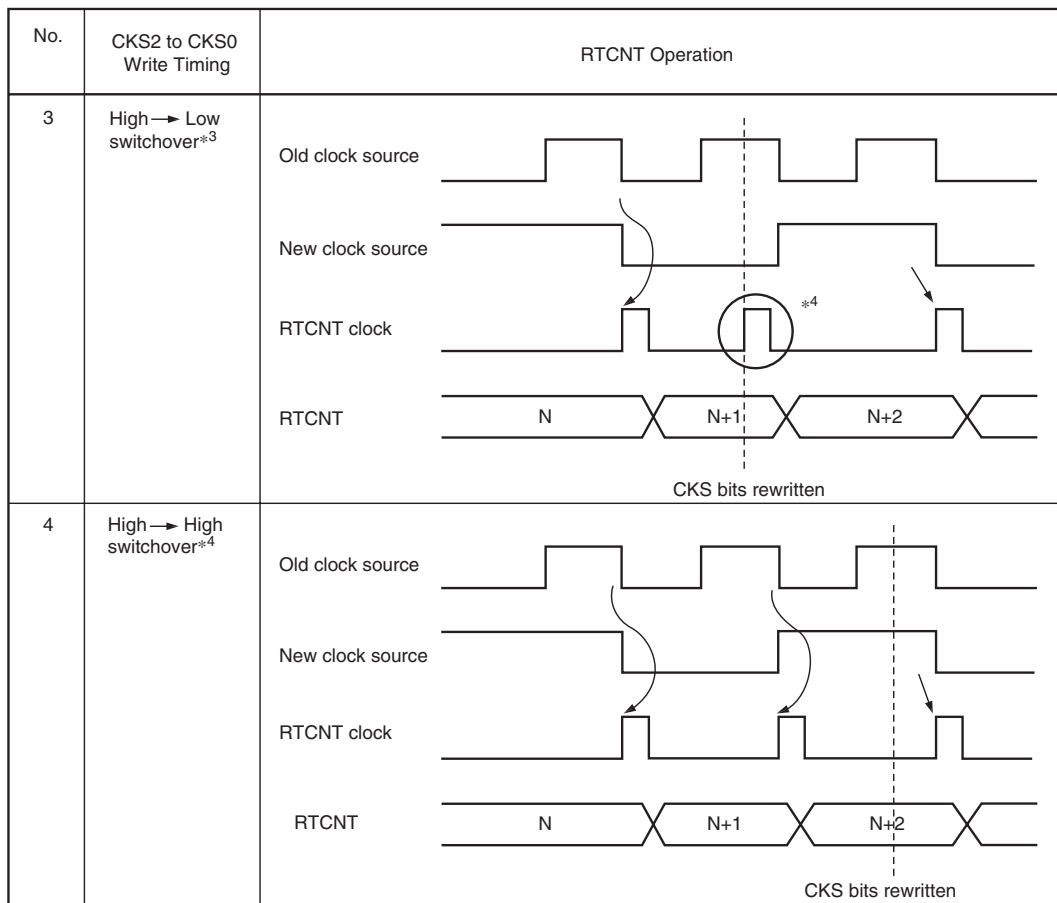 No.
CKS2 to CKS0
Write Timing
RTCNT Operation
3
High → Low
switchover*3
Old clock source
New clock source
RTCNT clock
*4
RTCNT
N
N+1
N+2
CKS bits rewritten
4
High → High
switchover*4
Old clock source
New clock source
RTCNT clock
RTCNT
N
N+1
N+2
CKS bits rewritten